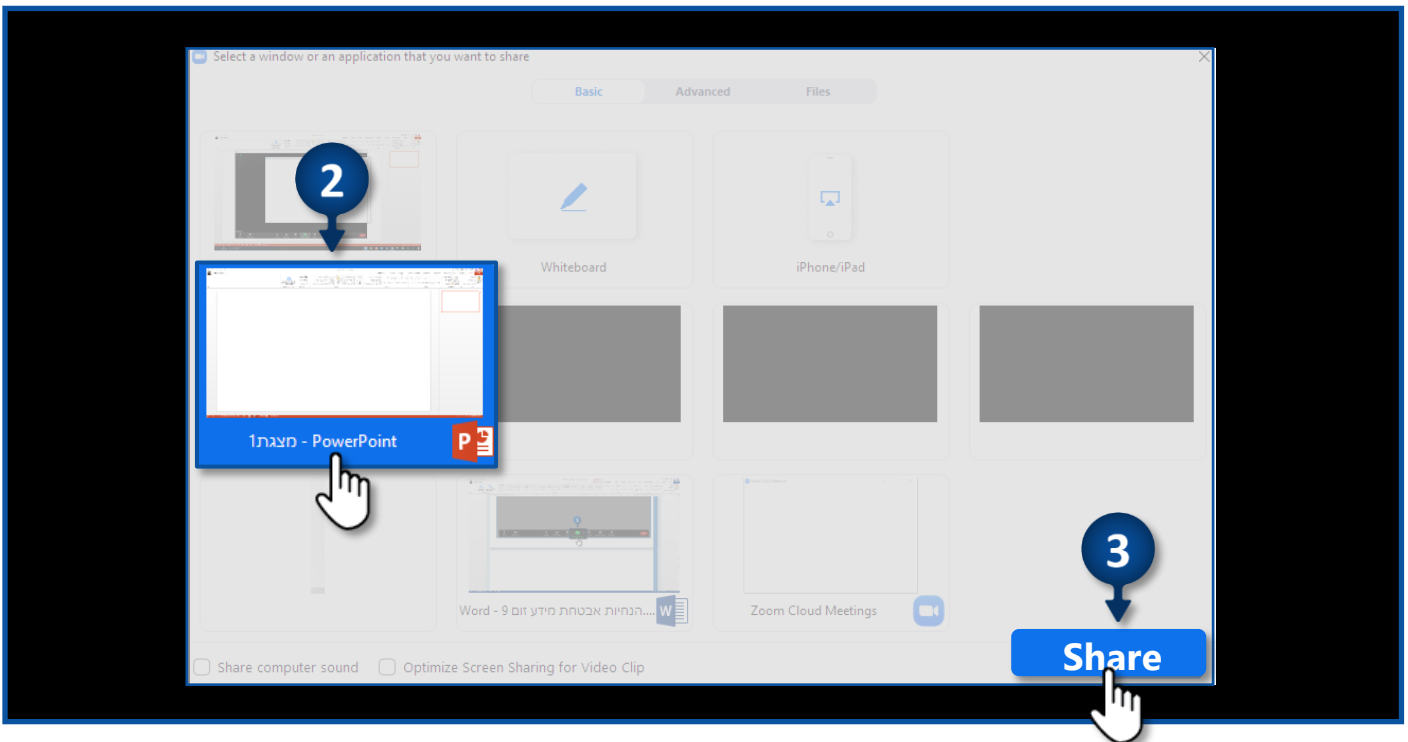 Select a window or an application that you want to share
Basic
Advanced
Files
2
Whiteboard
iPhone/iPad
מצגת1 - PowerPoint
P
3
הנחיות אבטחת מידע זום 9 - Word....
W
Zoom Cloud Meetings
Share computer sound
Optimize Screen Sharing for Video Clip
Share